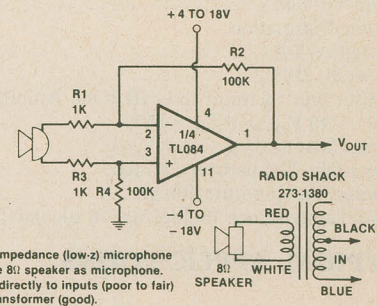 + 4 TO 18V
R2
100K
R1
1K
2
4
1/4
TL084
1
VOUT
3
R3
1K
R4
100K
11
− 4 TO
− 18V
RADIO SHACK
273-1380
RED
BLACK
IN
WHITE
BLUE
8Ω
SPEAKER
mpedance (low-z) microphone
e 8Ω speaker as microphone.
directly to inputs (poor to fair)
ansformer (good).
− +